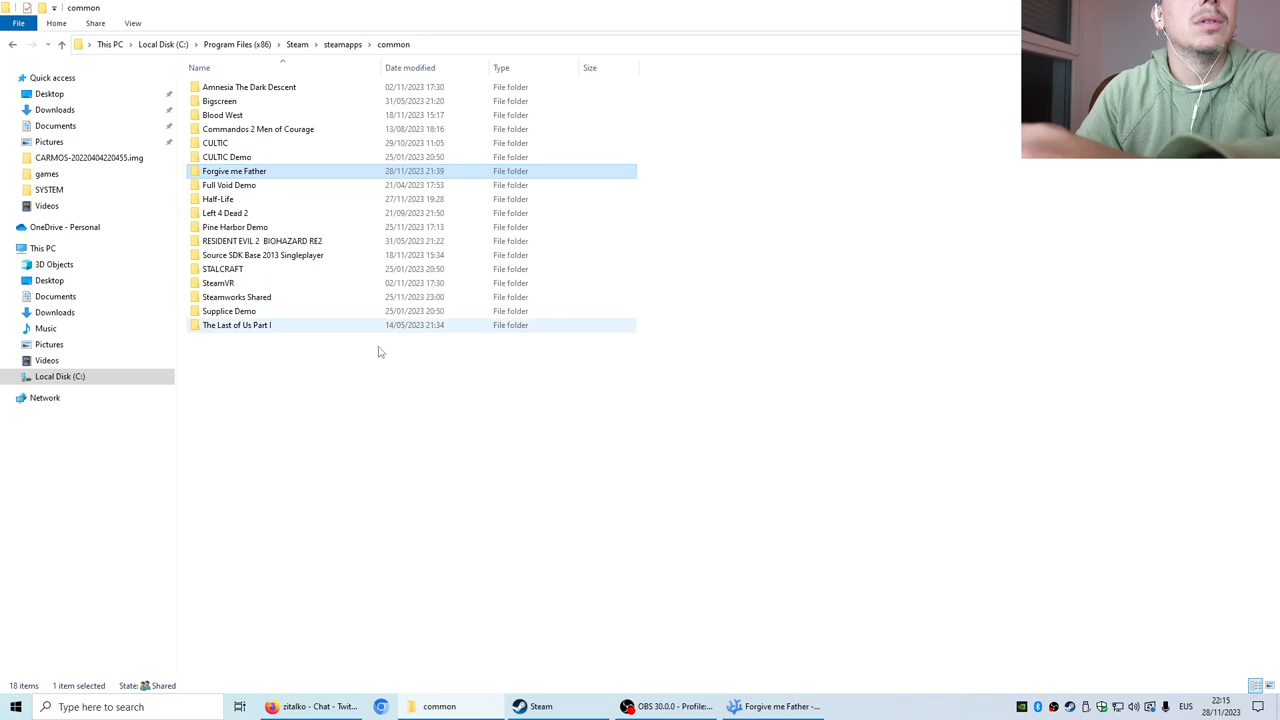 common
File Home Share View
This PC Local Disk (C:) Program Files (x86) Steam steamapps common
Name Date modified Type Size
Quick access
Desktop
Downloads
Documents
Pictures
CARMOS-20220404220455.img
games
SYSTEM
Videos
OneDrive - Personal
This PC
3D Objects
Desktop
Documents
Downloads
Music
Pictures
Videos
Local Disk (C:)
Network
Amnesia The Dark Descent 02/11/2023 17:30 File folder
Bigscreen 31/05/2023 21:20 File folder
Blood West 18/11/2023 15:17 File folder
Commandos 2 Men of Courage 13/08/2023 18:16 File folder
CULTIC 29/10/2023 11:05 File folder
CULTIC Demo 25/01/2023 20:50 File folder
Forgive me Father 28/11/2023 21:39 File folder
Full Void Demo 21/04/2023 17:53 File folder
Half-Life 27/11/2023 19:28 File folder
Left 4 Dead 2 21/09/2023 21:50 File folder
Pine Harbor Demo 25/11/2023 17:13 File folder
RESIDENT EVIL 2 BIOHAZARD RE2 31/05/2023 21:22 File folder
Source SDK Base 2013 Singleplayer 18/11/2023 15:34 File folder
STALCRAFT 25/01/2023 20:50 File folder
SteamVR 02/11/2023 17:30 File folder
Steamworks Shared 25/11/2023 23:00 File folder
Supplice Demo 25/01/2023 20:50 File folder
The Last of Us Part I 14/05/2023 21:34 File folder
18 items 1 item selected State: Shared
Type here to search zitalko - Chat - Twit... common Steam OBS 30.0.0 - Profile:... Forgive me Father -... EUS 22:15
28/11/2023